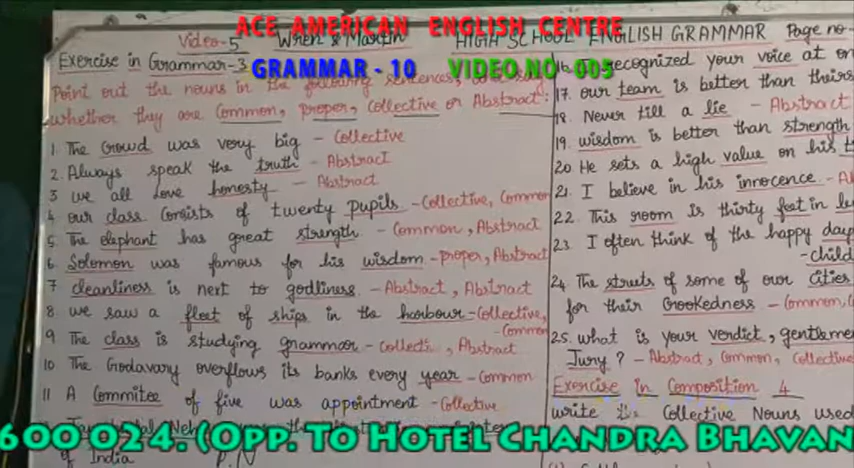 ACE AMERICAN ENGLISH CENTRE
GRAMMAR - 10 VIDEO NO 005
Video-5 Wren & Martin HIGH SCHOOL ENGLISH GRAMMAR Page no-
Exercise in Grammar-3
Point out the nouns in the following sentences,
whether they are Common, proper, Collective or Abstract:
1. The Crowd was very big - Collective
2. Always speak the truth - Abstract
3 we all love honesty - Abstract
4. our class Consists of twenty pupils - Collective, Common
5. The elephant has great strength - Common, Abstract
6 Solomon was famous for his wisdom - proper, Abstract
7 cleanliness is next to godliness - Abstract, Abstract
8. we saw a fleet of ships in the harbour - Collective,
- Common
9 The class is studying grammar - Collecti, Abstract
10 The Godavary overflows its banks every year - Common
11 A Commitee of five was appointment - Collective
of India P.N
16. recognized your voice at on
17. our team is better than theirs
18. Never till a lie - Abstract
19. wisdom is better than strength
20. He sets a high value on his t
21. I believe in his innocence - A
22. This room is thirty feet in le
23. I often think of the happy day
- child
24. The streets of some of our cities
for their Crookedness - Common,
25. what is your verdict, gentleme
Jury? - Abstract, Common, Collective
Exercise in Composition 4
write Collective Nouns used
600 024. (OPP. TO HOTEL CHANDRA BHAVAN